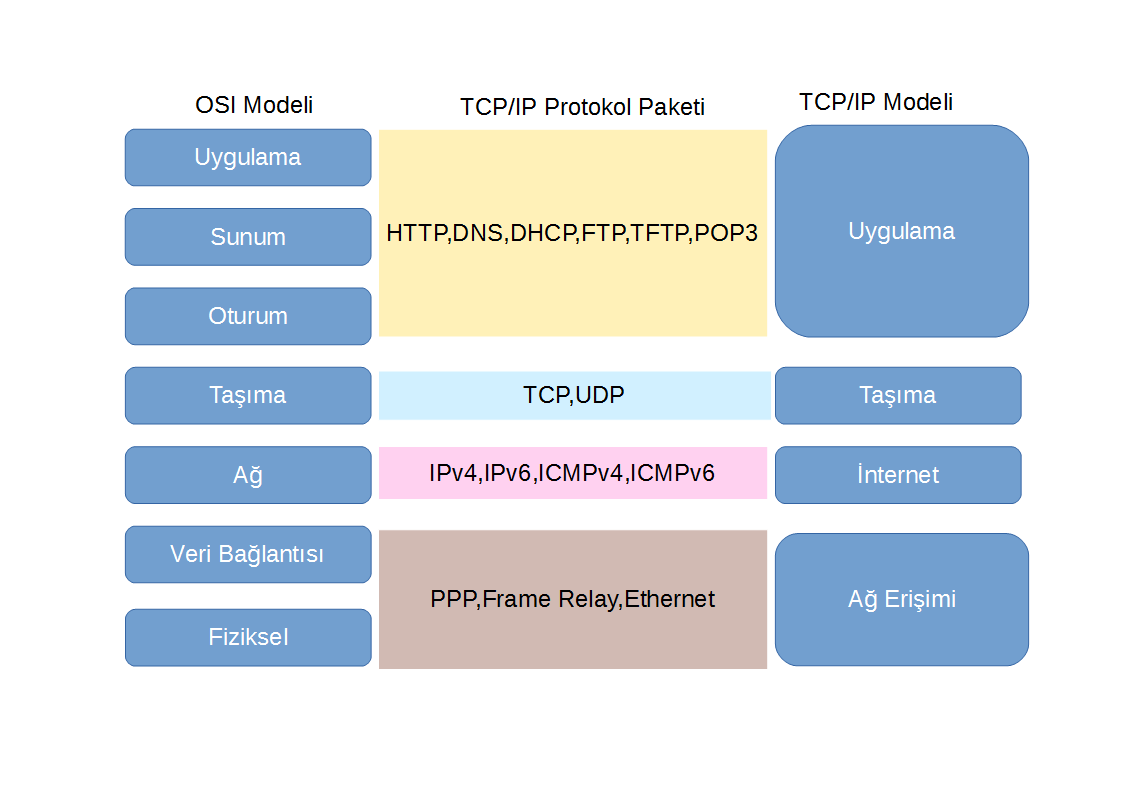 OSI Modeli
TCP/IP Protokol Paketi
TCP/IP Modeli
Uygulama
Sunum
Oturum
HTTP,DNS,DHCP,FTP,TFTP,POP3
Uygulama
Taşıma
TCP,UDP
Taşıma
Ağ
IPv4,IPv6,ICMPv4,ICMPv6
İnternet
Veri Bağlantısı
Fiziksel
PPP,Frame Relay,Ethernet
Ağ Erişimi